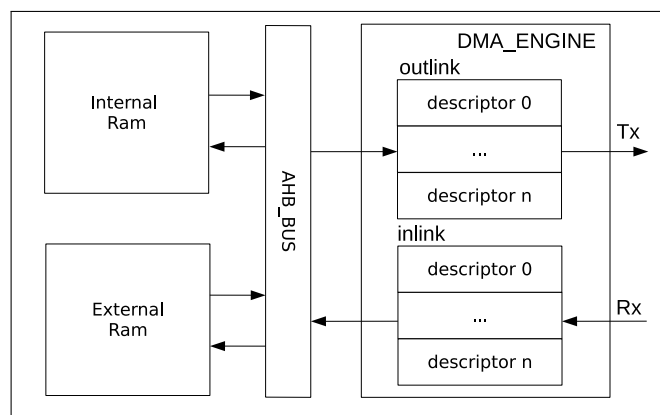 DMA_ENGINE
outlink
descriptor 0
...
descriptor n
Tx
Internal
Ram
AHB_BUS
inlink
descriptor 0
...
descriptor n
Rx
External
Ram